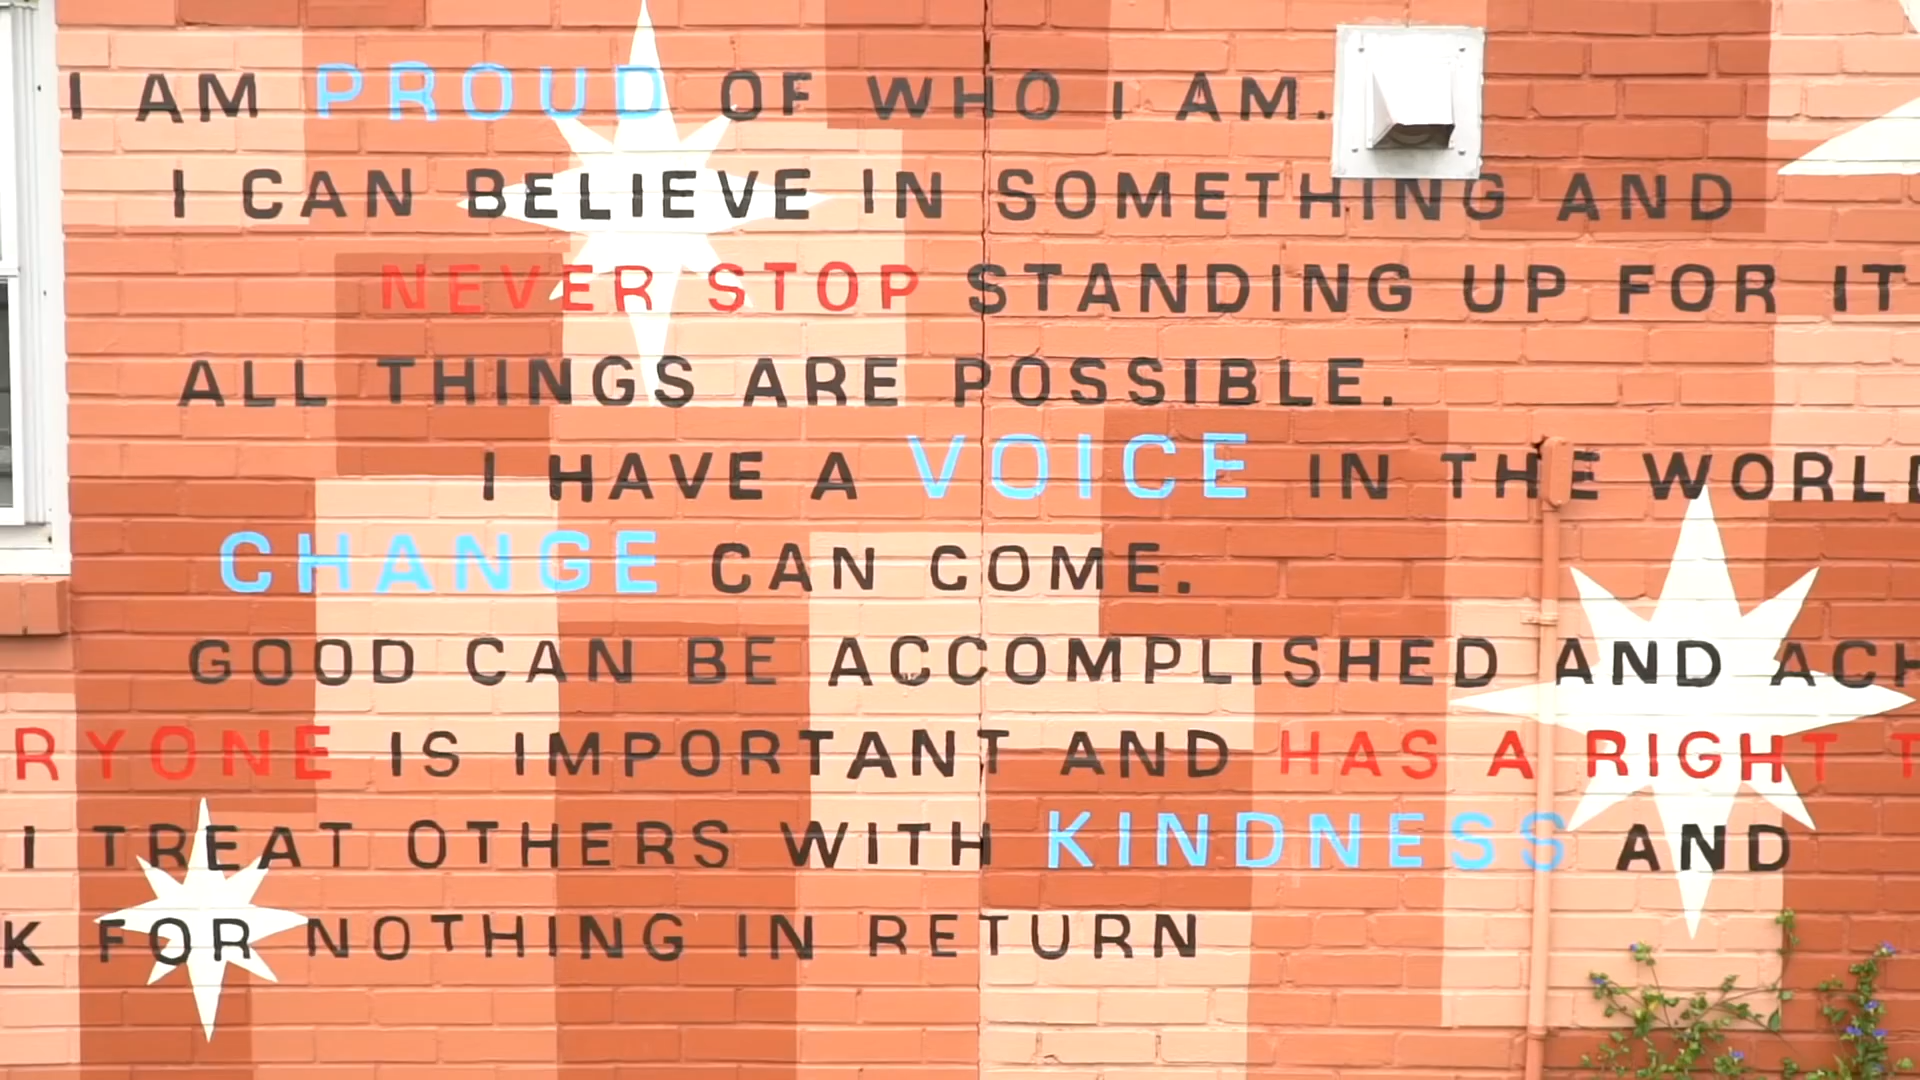 I AM PROUD OF WHO I AM.
I CAN BELIEVE IN SOMETHING AND
NEVER STOP STANDING UP FOR IT
ALL THINGS ARE POSSIBLE.
I HAVE A VOICE IN THE WORLD
CHANGE CAN COME.
GOOD CAN BE ACCOMPLISHED AND ACH
RYONE IS IMPORTANT AND HAS A RIGHT T
I TREAT OTHERS WITH KINDNESS AND
K FOR NOTHING IN RETURN